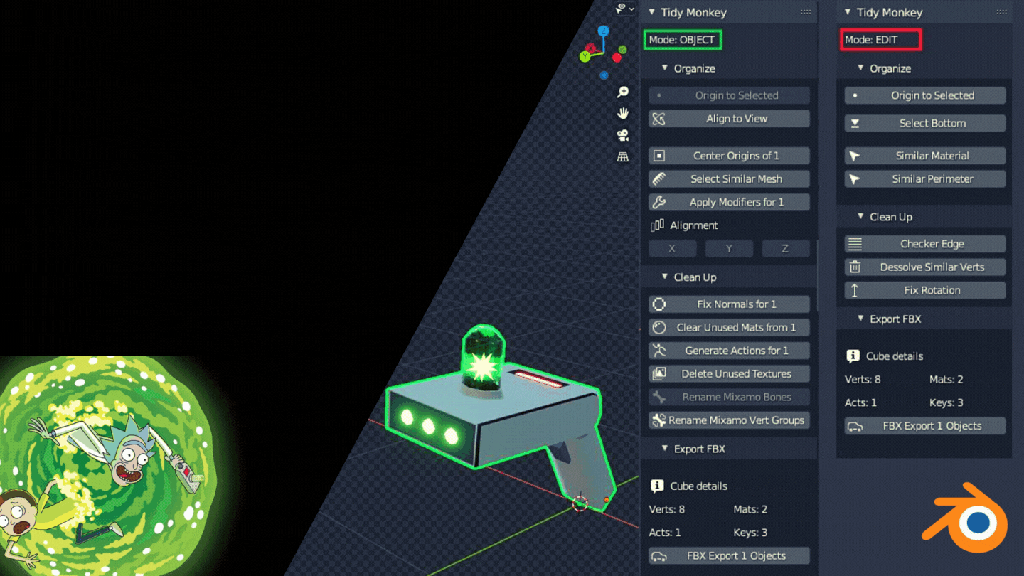 Tidy Monkey
Mode: OBJECT
Organize
Origin to Selected
Align to View
Center Origins of 1
Select Similar Mesh
Apply Modifiers for 1
Alignment
X Y Z
Clean Up
Fix Normals for 1
Clear Unused Mats from 1
Generate Actions for 1
Delete Unused Textures
Rename Mixamo Bones
Rename Mixamo Vert Groups
Export FBX
Cube details
Verts: 8 Mats: 2
Acts: 1 Keys: 3
FBX Export 1 Objects
Tidy Monkey
Mode: EDIT
Organize
Origin to Selected
Select Bottom
Similar Material
Similar Perimeter
Clean Up
Checker Edge
Dessolve Similar Verts
Fix Rotation
Export FBX
Cube details
Verts: 8 Mats: 2
Acts: 1 Keys: 3
FBX Export 1 Objects